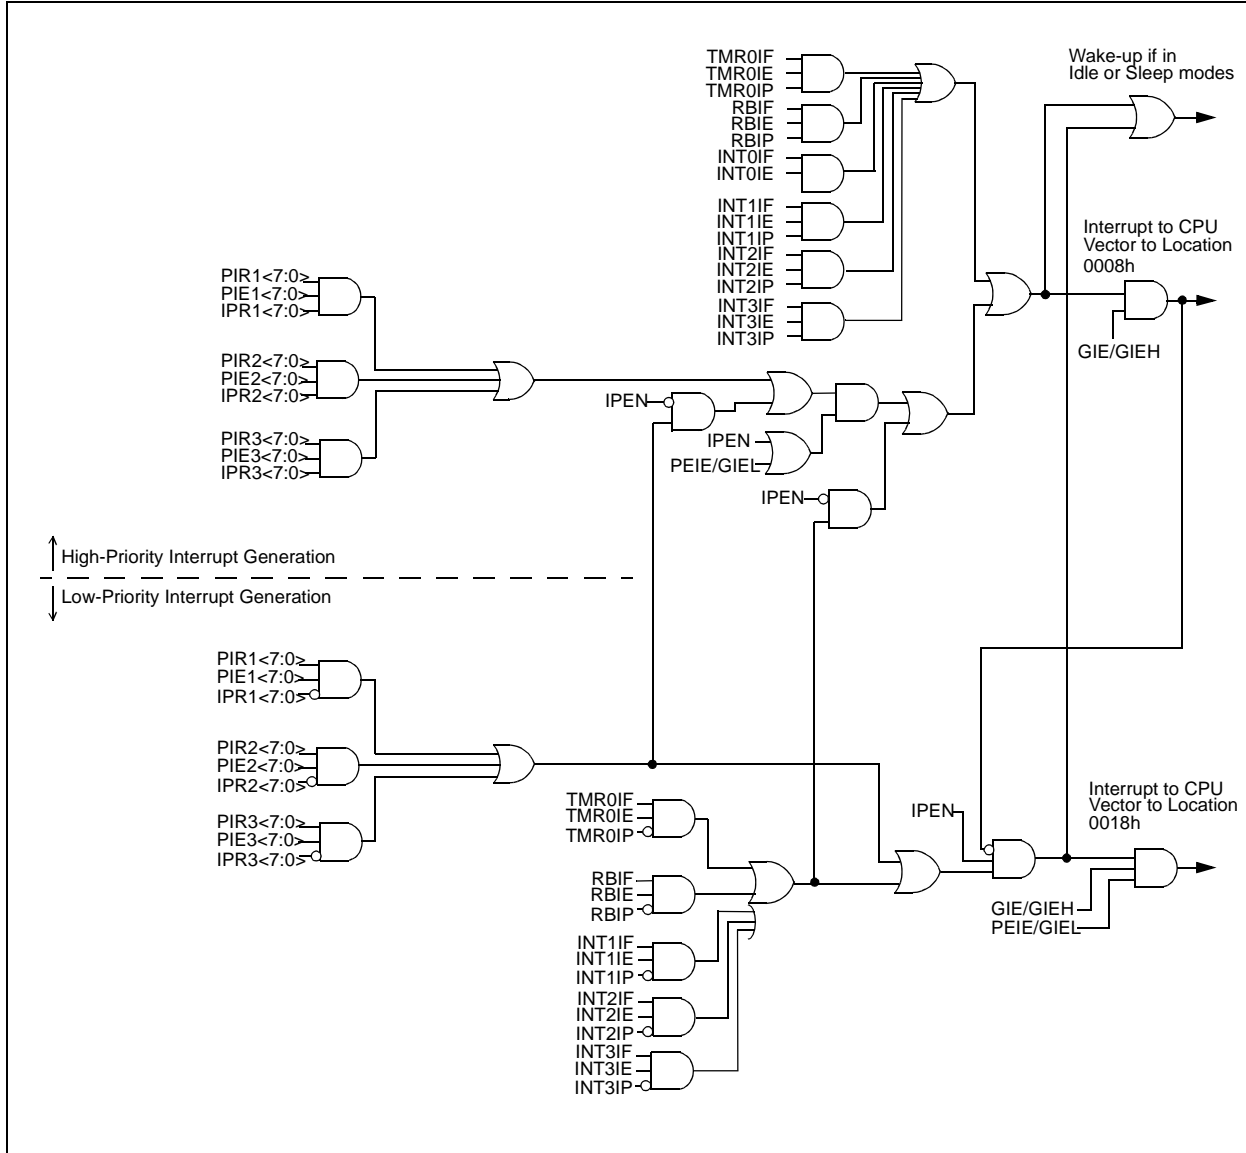 TMR0IF
TMR0IE
TMR0IP
RBIF
RBIE
RBIP
INT0IF
INT0IE
INT1IF
INT1IE
INT1IP
INT2IF
INT2IE
INT2IP
INT3IF
INT3IE
INT3IP
Wake-up if in
Idle or Sleep modes
Interrupt to CPU
Vector to Location
0008h
GIE/GIEH
PIR1<7:0>
PIE1<7:0>
IPR1<7:0>
PIR2<7:0>
PIE2<7:0>
IPR2<7:0>
PIR3<7:0>
PIE3<7:0>
IPR3<7:0>
IPEN
IPEN
PEIE/GIEL
IPEN
High-Priority Interrupt Generation
Low-Priority Interrupt Generation
PIR1<7:0>
PIE1<7:0>
IPR1<7:0>
PIR2<7:0>
PIE2<7:0>
IPR2<7:0>
PIR3<7:0>
PIE3<7:0>
IPR3<7:0>
TMR0IF
TMR0IE
TMR0IP
RBIF
RBIE
RBIP
INT1IF
INT1IE
INT1IP
INT2IF
INT2IE
INT2IP
INT3IF
INT3IE
INT3IP
IPEN
Interrupt to CPU
Vector to Location
0018h
GIE/GIEH
PEIE/GIEL